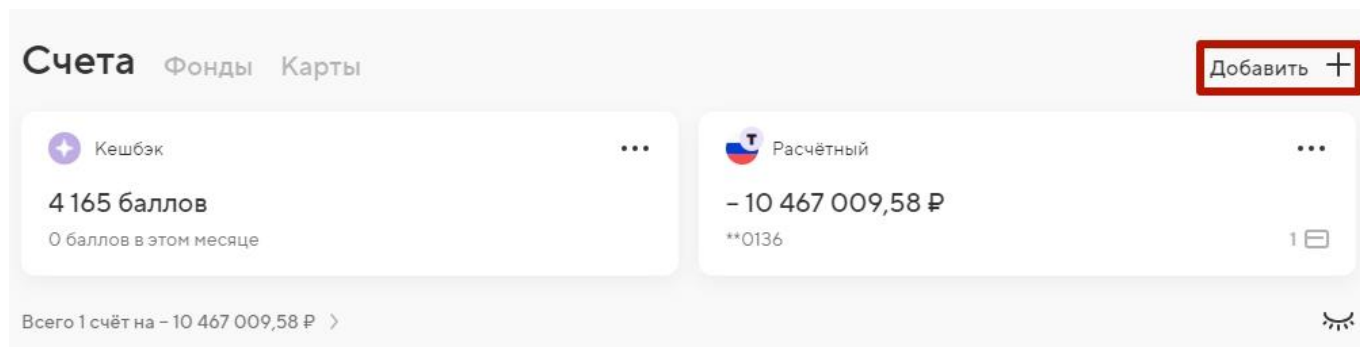 Счета Фонды Карты Добавить +
Кешбэк ...
4 165 баллов
0 баллов в этом месяце
Т Расчётный ...
– 10 467 009,58 ₽
**0136 1
Всего 1 счёт на – 10 467 009,58 ₽ >